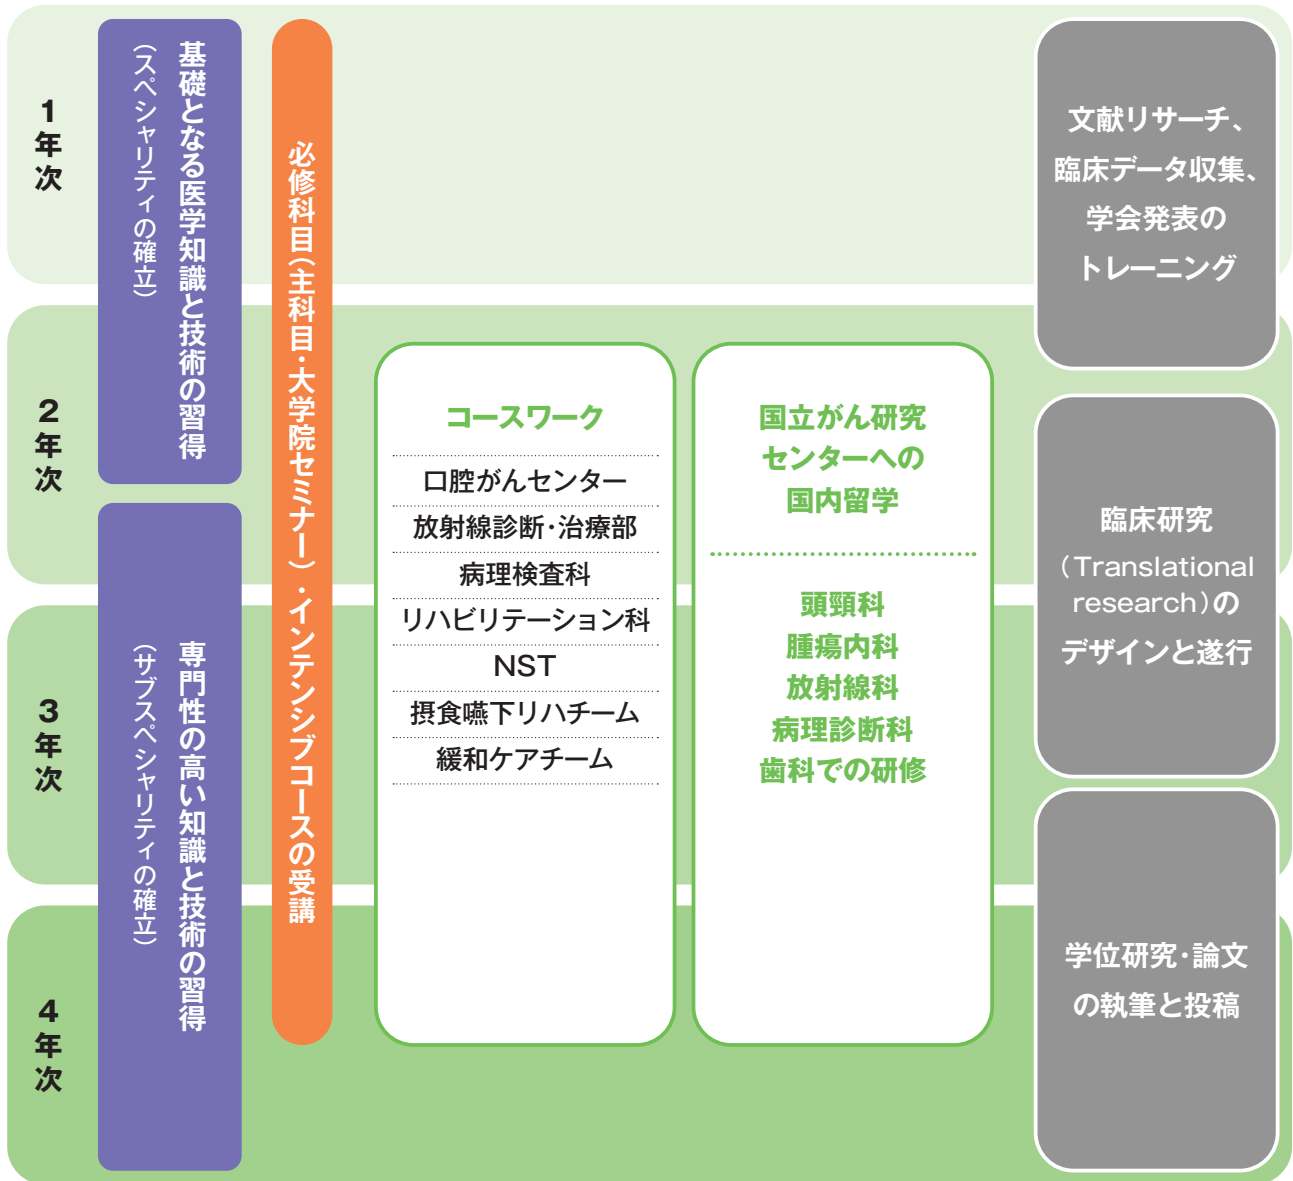 1年次
2年次
3年次
4年次
基礎となる医学知識と技術の習得
（スペシャリティの確立）
専門性の高い知識と技術の習得
（サブスペシャリティの確立）
必修科目（主科目・大学院セミナー）・インテンシブコースの受講
コースワーク
口腔がんセンター
放射線診断・治療部
病理検査科
リハビリテーション科
NST
摂食嚥下リハチーム
緩和ケアチーム
国立がん研究
センターへの
国内留学
頭頸科
腫瘍内科
放射線科
病理診断科
歯科での研修
文献リサーチ、
臨床データ収集、
学会発表の
トレーニング
臨床研究
（Translational
research）の
デザインと遂行
学位研究・論文
の執筆と投稿